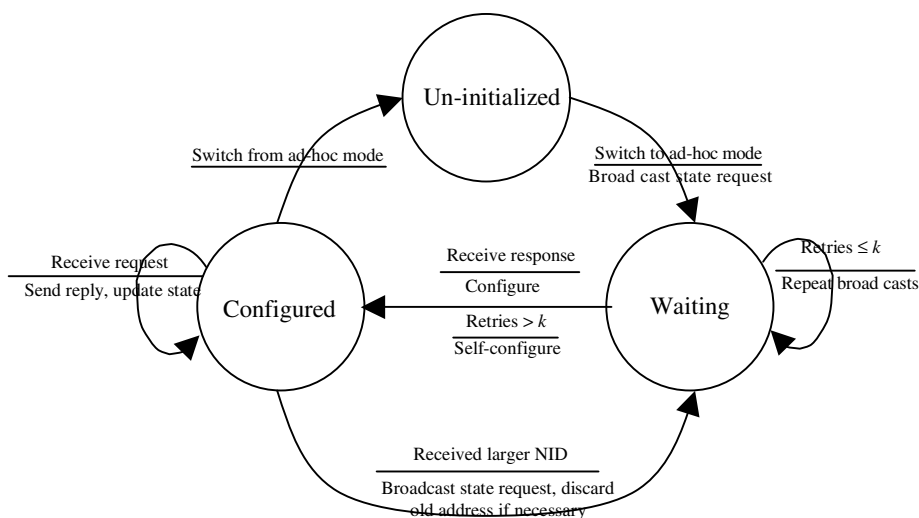 Un-initialized
Switch from ad-hoc mode
Switch to ad-hoc mode
Broad cast state request
Receive request
Send reply, update state
Configured
Receive response
Configure
Retries > k
Self-configure
Waiting
Retries ≤ k
Repeat broad casts
Received larger NID
Broadcast state request, discard
old address if necessary